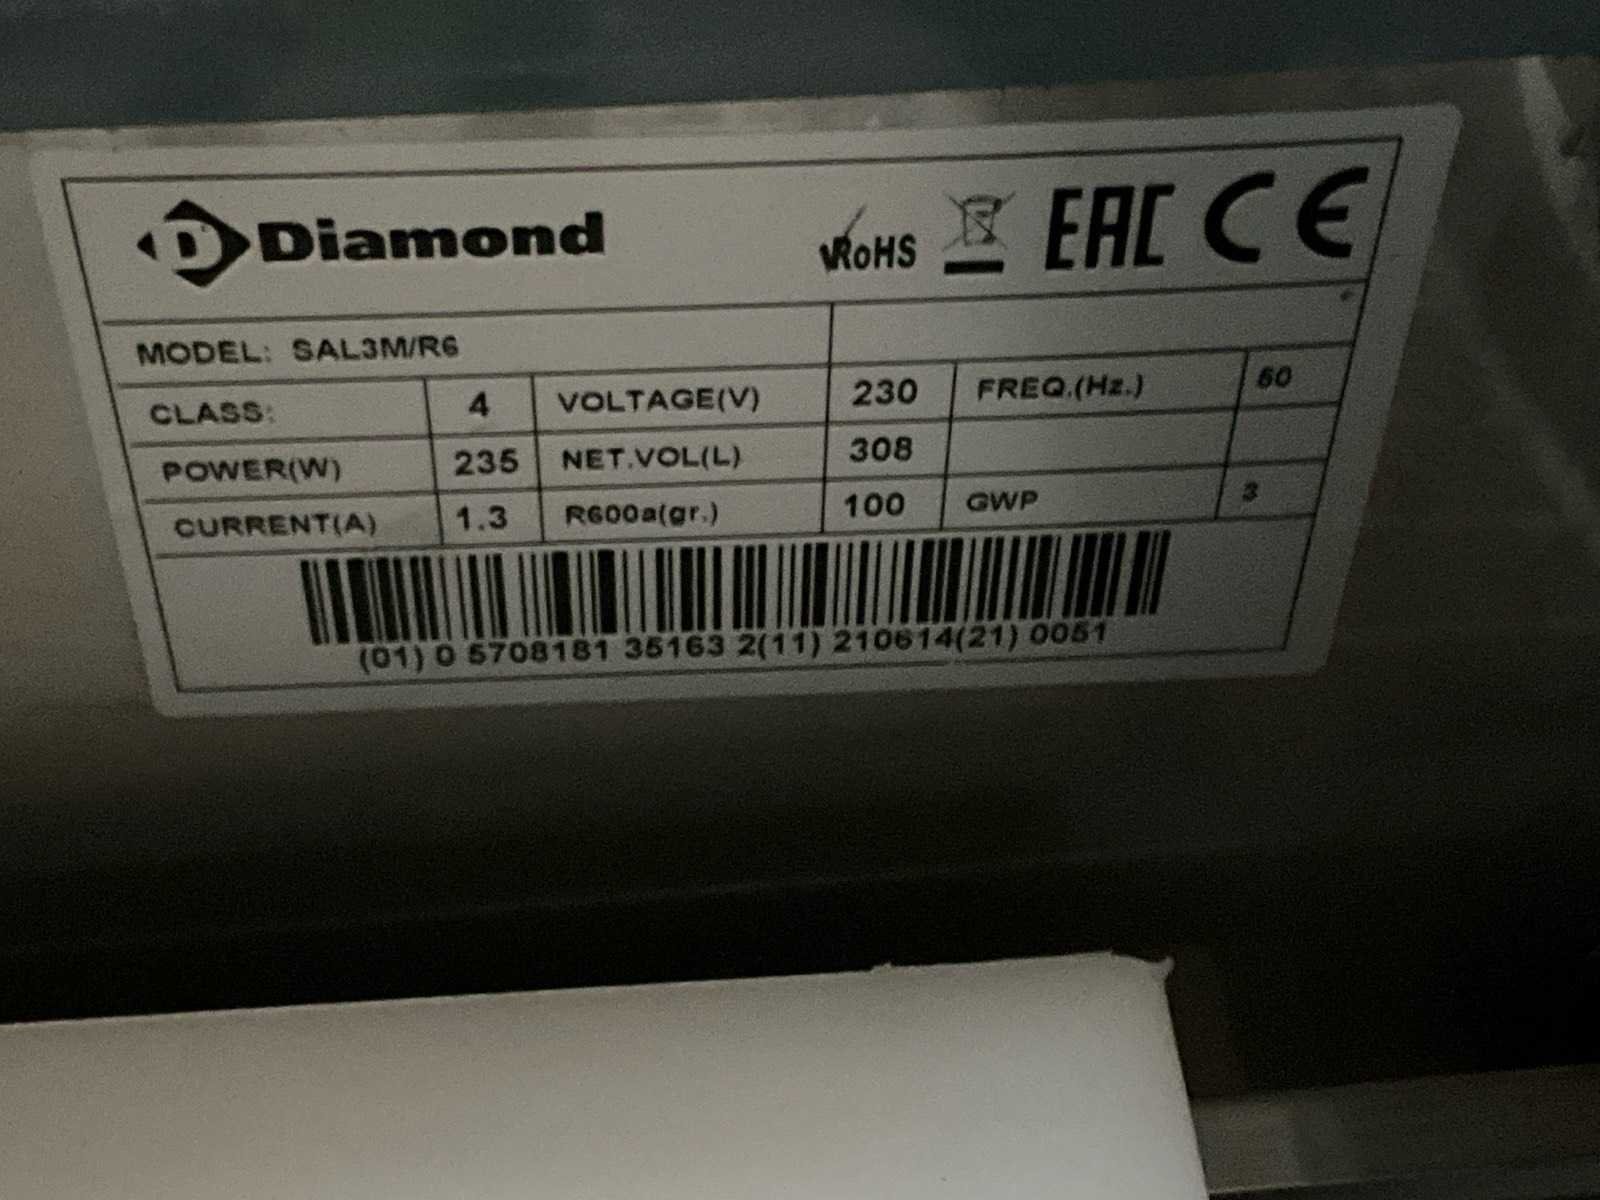 Diamond RoHS EAC CE
MODEL: SAL3M/R6
CLASS: 4 VOLTAGE(V) 230 FREQ.(Hz.) 50
POWER(W) 235 NET.VOL(L) 308
CURRENT(A) 1.3 R600a(gr.) 100 GWP 3
(01) 0 5708181 35163 2(11) 210614(21) 0051